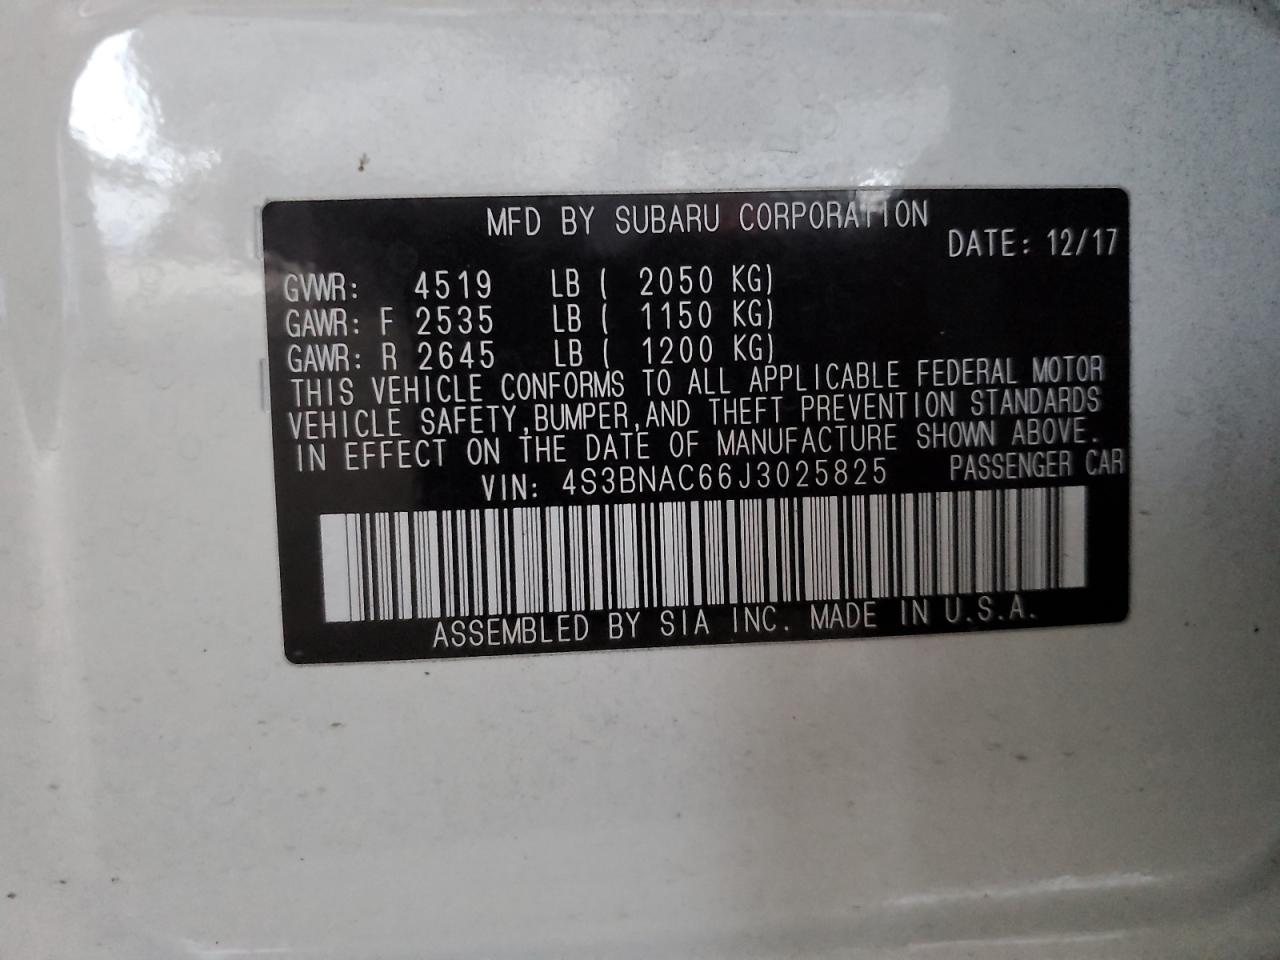 MFD BY SUBARU CORPORATION
DATE: 12/17
GVWR: 4519 LB ( 2050 KG)
GAWR: F 2535 LB ( 1150 KG)
GAWR: R 2645 LB ( 1200 KG)
THIS VEHICLE CONFORMS TO ALL APPLICABLE FEDERAL MOTOR
VEHICLE SAFETY,BUMPER,AND THEFT PREVENTION STANDARDS
IN EFFECT ON THE DATE OF MANUFACTURE SHOWN ABOVE.
VIN: 4S3BNAC66J3025825 PASSENGER CAR
ASSEMBLED BY SIA INC. MADE IN U.S.A.